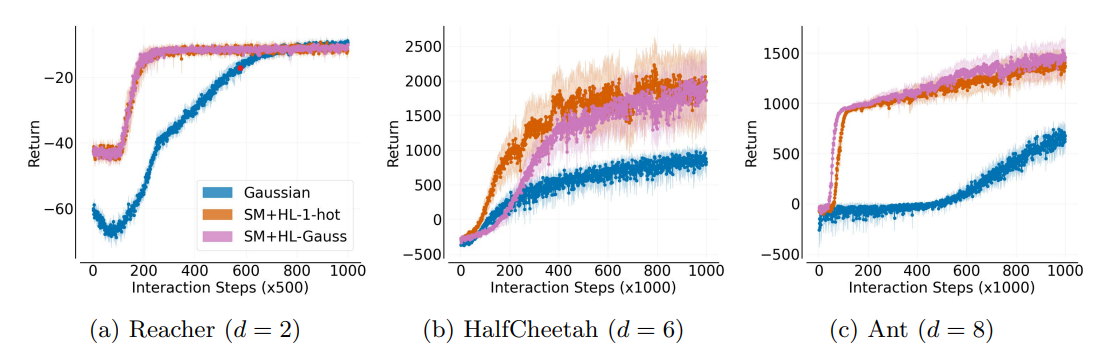 Return
−20
−40
−60
0 200 400 600 800 1000
Interaction Steps (x500)
Gaussian
SM+HL-1-hot
SM+HL-Gauss
(a) Reacher (d = 2)
Return
2500
2000
1500
1000
500
0
−500
0 200 400 600 800 1000
Interaction Steps (x1000)
(b) HalfCheetah (d = 6)
Return
1500
1000
500
0
−500
0 200 400 600 800 1000
Interaction Steps (x1000)
(c) Ant (d = 8)